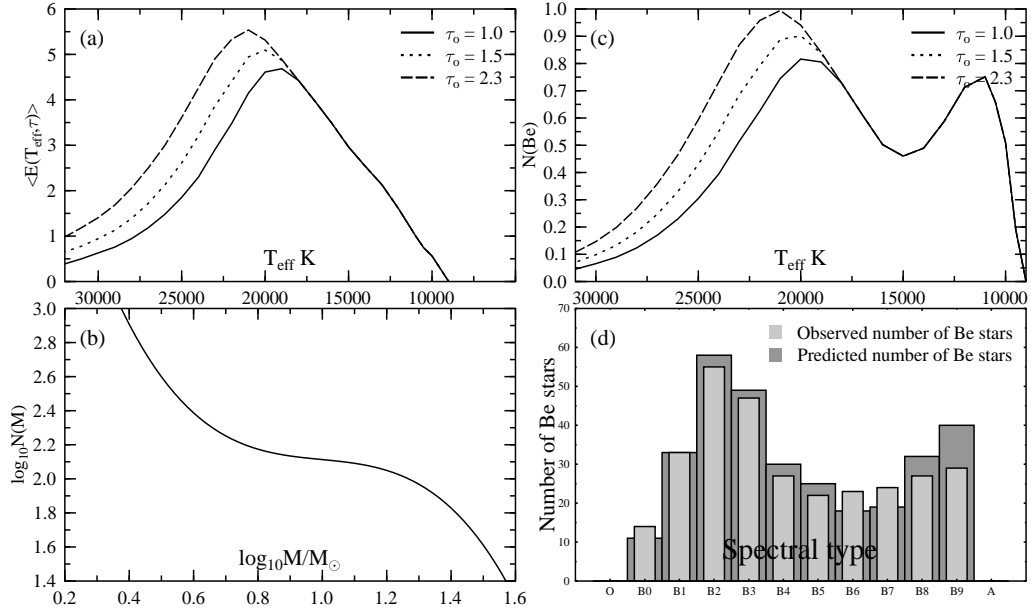 (a)
τo = 1.0
τo = 1.5
τo = 2.3
<E(Teff,τ)>
6
5
4
3
2
1
0
Teff K
30000 25000 20000 15000 10000
(c)
τo = 1.0
τo = 1.5
τo = 2.3
N(Be)
1.0
0.9
0.8
0.7
0.6
0.5
0.4
0.3
0.2
0.1
0.0
Teff K
30000 25000 20000 15000 10000
(b)
log10N(M)
3.0
2.8
2.6
2.4
2.2
2.0
1.8
1.6
1.4
log10M/M☉
0.2 0.4 0.6 0.8 1.0 1.2 1.4 1.6
(d)
Observed number of Be stars
Predicted number of Be stars
Number of Be stars
70
60
50
40
30
20
10
0
Spectral type
O B0 B1 B2 B3 B4 B5 B6 B7 B8 B9 A